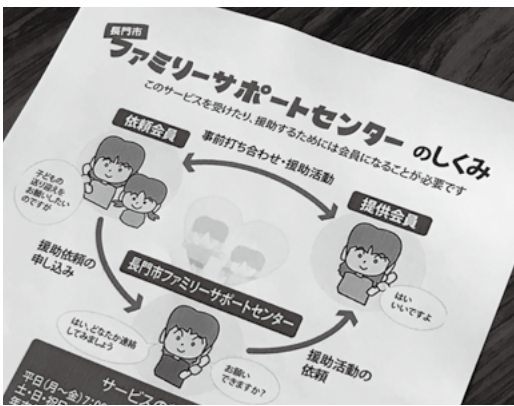 長門市
ファミリーサポートセンター のしくみ
このサービスを受けたり、援助するためには会員になることが必要です
依頼会員
事前打ち合わせ・援助活動
提供会員
子どもの
送り迎えを
お願いしたい
のですが
はい
いいですよ
援助依頼の
申し込み
長門市ファミリーサポートセンター
はい、どなたか連絡
してみましょう
お願い
できますか?
援助活動の
依頼
サービスの
平日(月~金)7:00
土・日・祝日